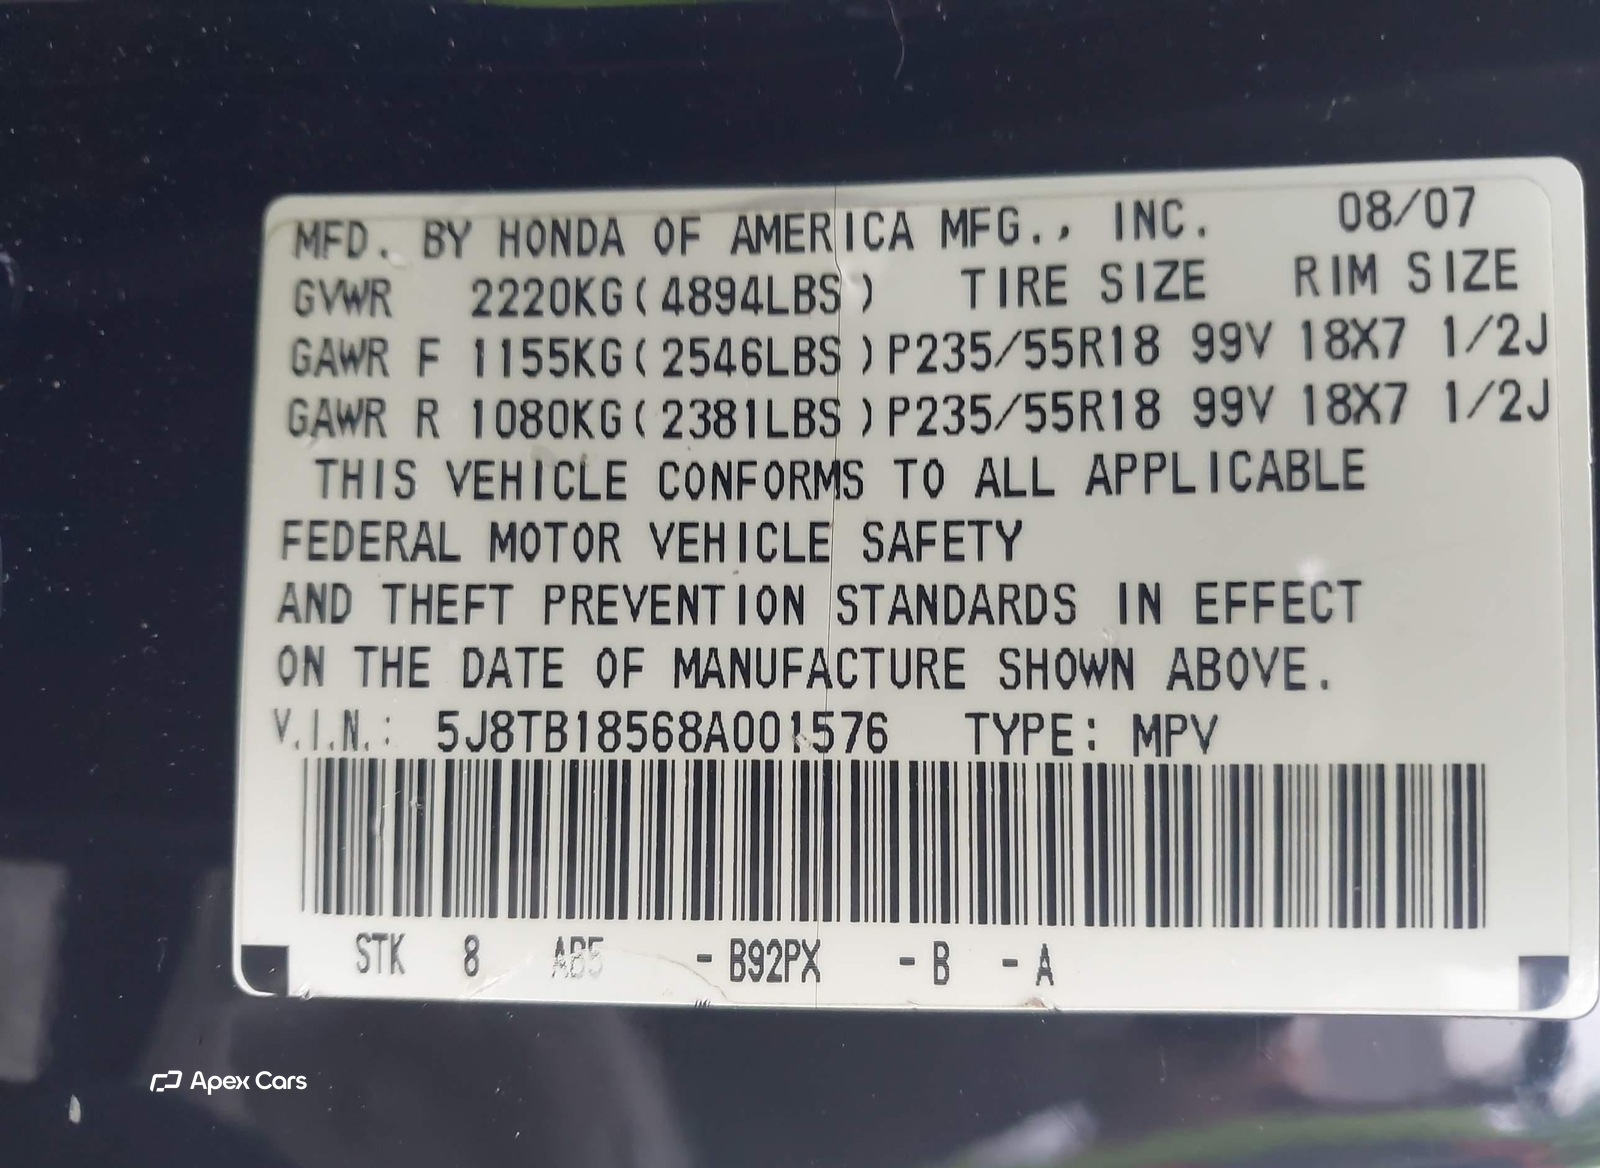 MFD. BY HONDA OF AMERICA MFG., INC. 08/07
GVWR 2220KG(4894LBS) TIRE SIZE RIM SIZE
GAWR F 1155KG(2546LBS)P235/55R18 99V 18X7 1/2J
GAWR R 1080KG(2381LBS)P235/55R18 99V 18X7 1/2J
THIS VEHICLE CONFORMS TO ALL APPLICABLE
FEDERAL MOTOR VEHICLE SAFETY
AND THEFT PREVENTION STANDARDS IN EFFECT
ON THE DATE OF MANUFACTURE SHOWN ABOVE.
V.I.N.: 5J8TB18568A001576 TYPE: MPV
STK 8 AB5 -B92PX -B -A
Apex Cars